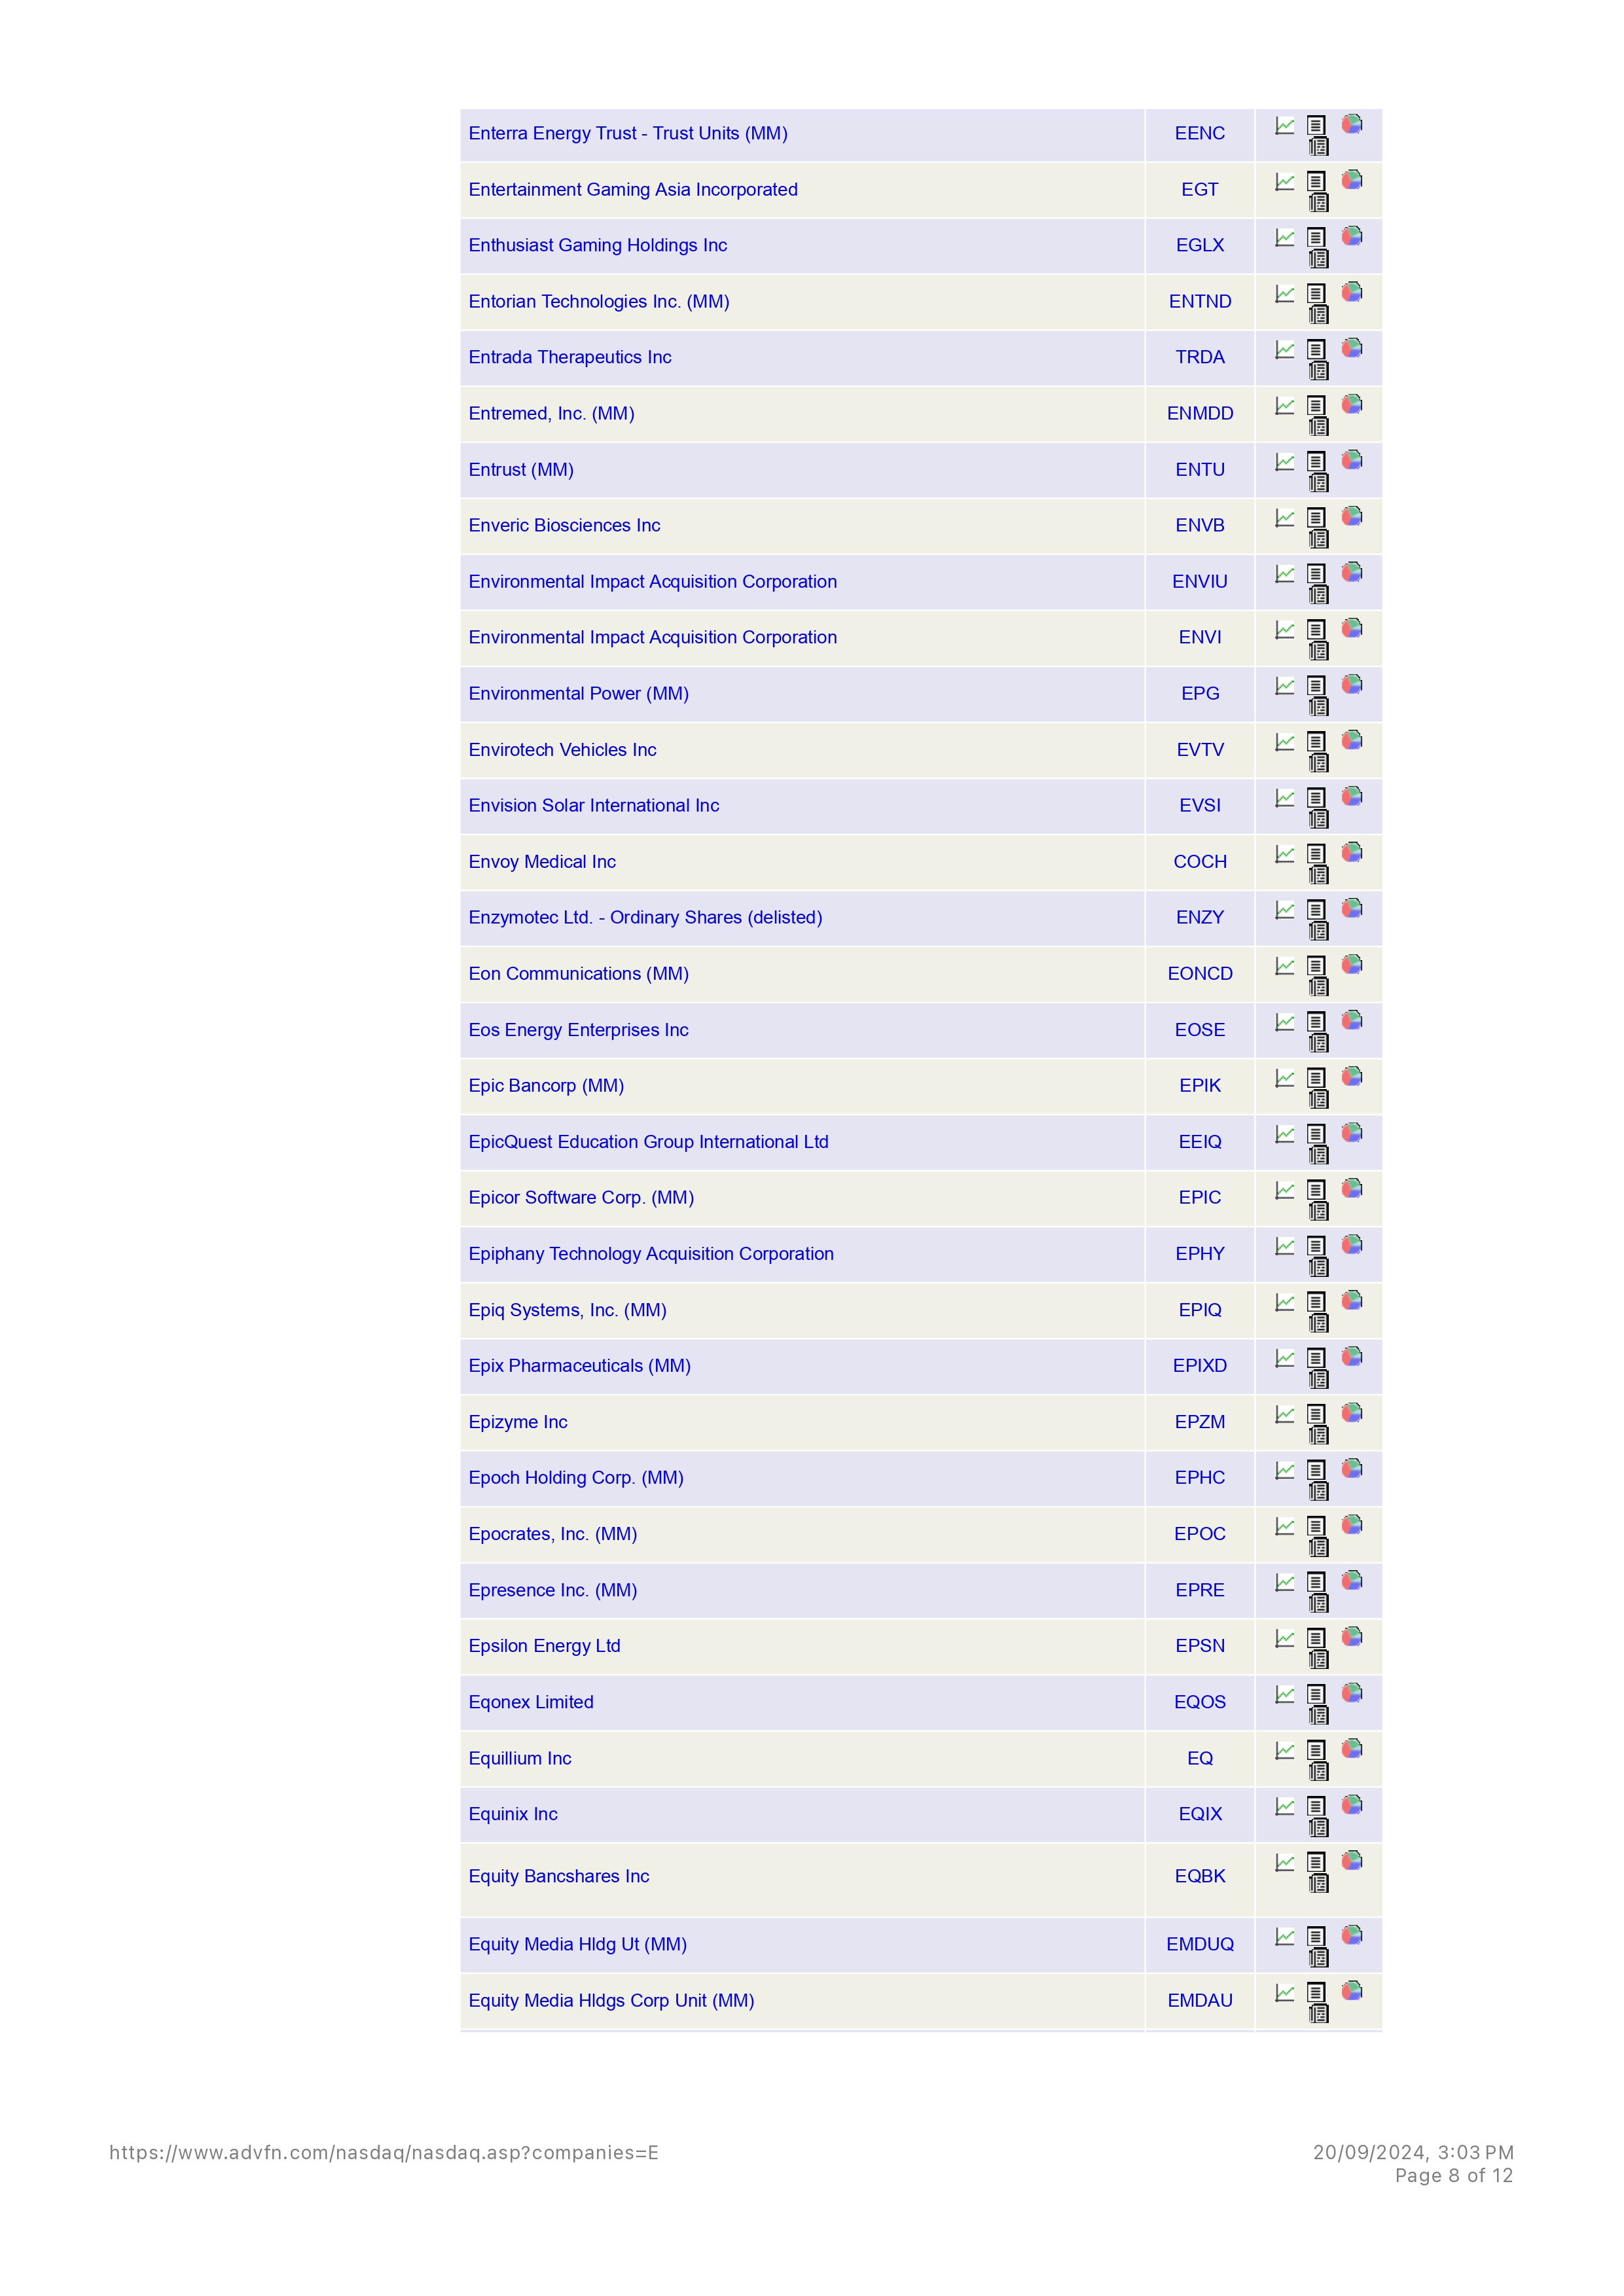 Enterra Energy Trust - Trust Units (MM) EENC
Entertainment Gaming Asia Incorporated EGT
Enthusiast Gaming Holdings Inc EGLX
Entorian Technologies Inc. (MM) ENTND
Entrada Therapeutics Inc TRDA
Entremed, Inc. (MM) ENMDD
Entrust (MM) ENTU
Enveric Biosciences Inc ENVB
Environmental Impact Acquisition Corporation ENVIU
Environmental Impact Acquisition Corporation ENVI
Environmental Power (MM) EPG
Envirotech Vehicles Inc EVTV
Envision Solar International Inc EVSI
Envoy Medical Inc COCH
Enzymotec Ltd. - Ordinary Shares (delisted) ENZY
Eon Communications (MM) EONCD
Eos Energy Enterprises Inc EOSE
Epic Bancorp (MM) EPIK
EpicQuest Education Group International Ltd EEIQ
Epicor Software Corp. (MM) EPIC
Epiphany Technology Acquisition Corporation EPHY
Epiq Systems, Inc. (MM) EPIQ
Epix Pharmaceuticals (MM) EPIXD
Epizyme Inc EPZM
Epoch Holding Corp. (MM) EPHC
Epocrates, Inc. (MM) EPOC
Epresence Inc. (MM) EPRE
Epsilon Energy Ltd EPSN
Eqonex Limited EQOS
Equillium Inc EQ
Equinix Inc EQIX
Equity Bancshares Inc EQBK
Equity Media Hldg Ut (MM) EMDUQ
Equity Media Hldgs Corp Unit (MM) EMDAU
https://www.advfn.com/nasdaq/nasdaq.asp?companies=E 20/09/2024, 3:03 PM
Page 8 of 12